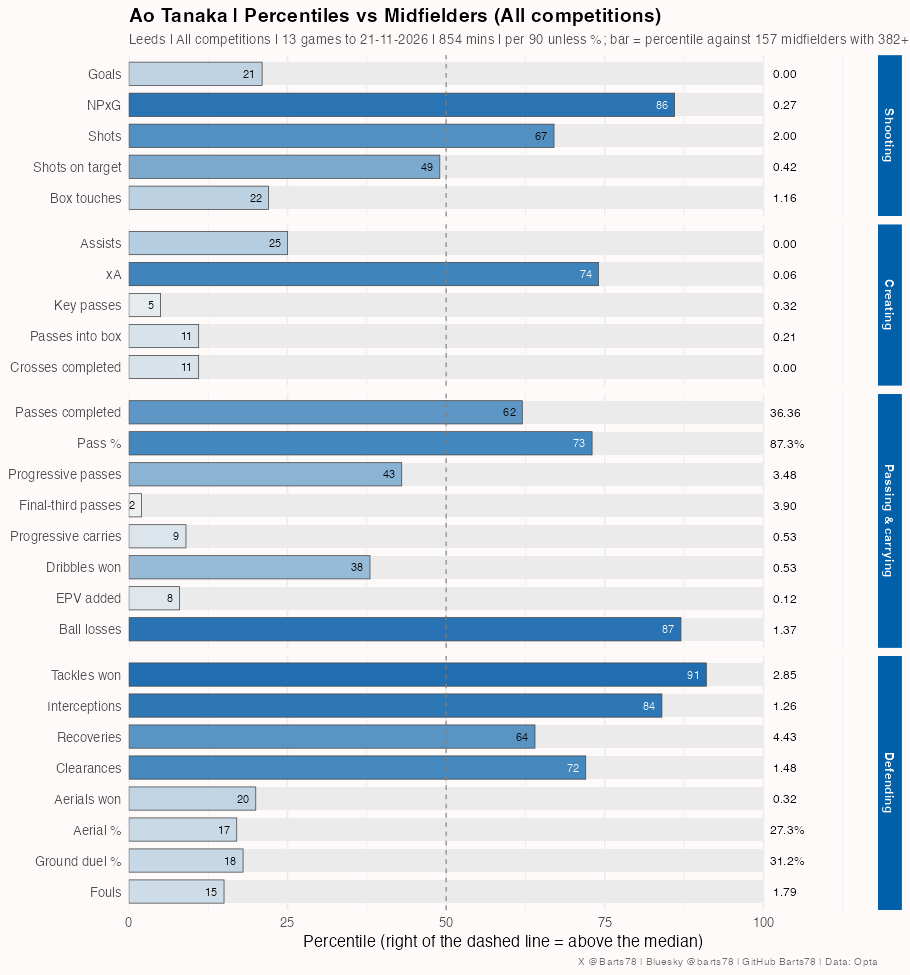 Ao Tanaka | Percentiles vs Midfielders (All competitions)
Leeds | All competitions | 13 games to 21-11-2026 | 854 mins | per 90 unless %; bar = percentile against 157 midfielders with 382+
Goals 21 0.00
NPxG 86 0.27
Shots 67 2.00
Shots on target 49 0.42
Box touches 22 1.16
Shooting
Assists 25 0.00
xA 74 0.06
Key passes 5 0.32
Passes into box 11 0.21
Crosses completed 11 0.00
Creating
Passes completed 62 36.36
Pass % 73 87.3%
Progressive passes 43 3.48
Final-third passes 2 3.90
Progressive carries 9 0.53
Dribbles won 38 0.53
EPV added 8 0.12
Ball losses 87 1.37
Passing & carrying
Tackles won 91 2.85
Interceptions 84 1.26
Recoveries 64 4.43
Clearances 72 1.48
Aerials won 20 0.32
Aerial % 17 27.3%
Ground duel % 18 31.2%
Fouls 15 1.79
Defending
0 25 50 75 100
Percentile (right of the dashed line = above the median)
X @Barts78 | Bluesky @barts78 | GitHub Barts78 | Data: Opta